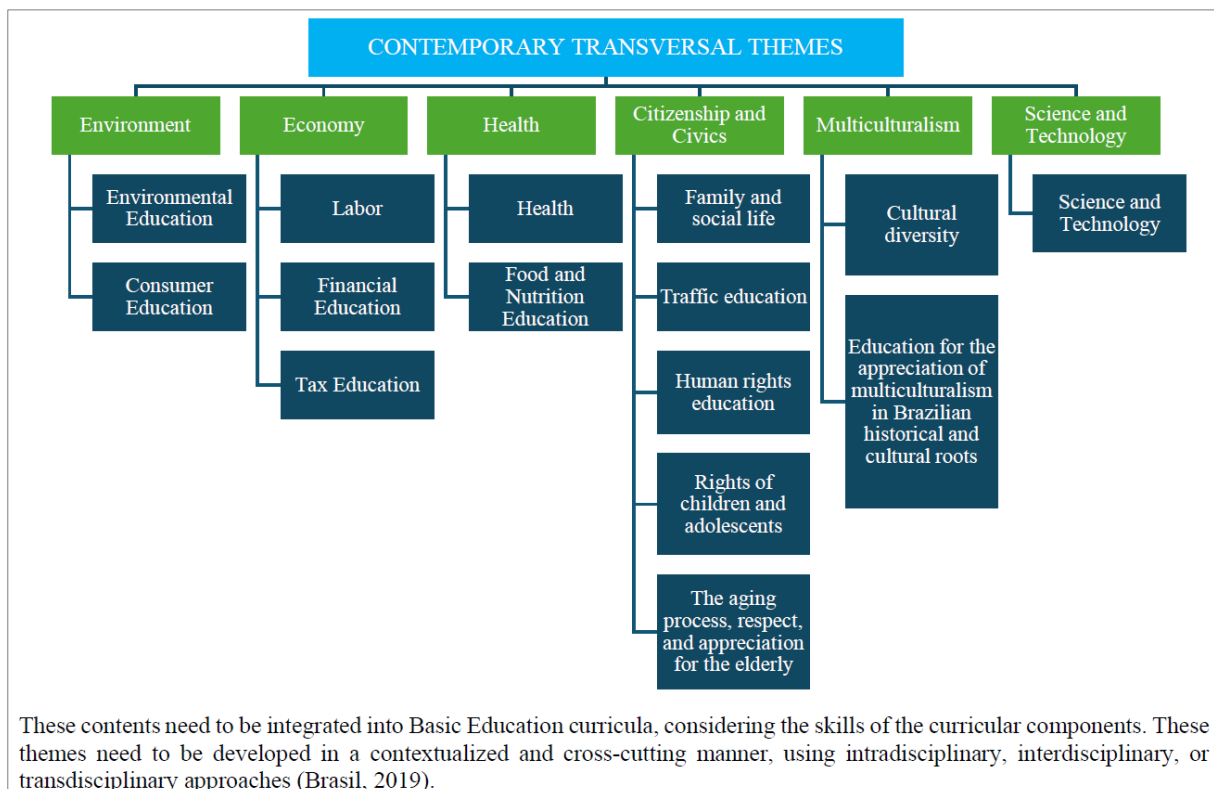 CONTEMPORARY TRANSVERSAL THEMES
Environment
Environmental
Education
Consumer
Education
Economy
Labor
Financial
Education
Tax Education
Health
Health
Food and
Nutrition
Education
Citizenship and
Civics
Family and
social life
Traffic education
Human rights
education
Rights of
children and
adolescents
The aging
process, respect,
and appreciation
for the elderly
Multiculturalism
Cultural
diversity
Education for the
appreciation of
multiculturalism
in Brazilian
historical and
cultural roots
Science and
Technology
Science and
Technology
These contents need to be integrated into Basic Education curricula, considering the skills of the curricular components. These
themes need to be developed in a contextualized and cross-cutting manner, using intradisciplinary, interdisciplinary, or
transdisciplinary approaches (Brasil, 2019).